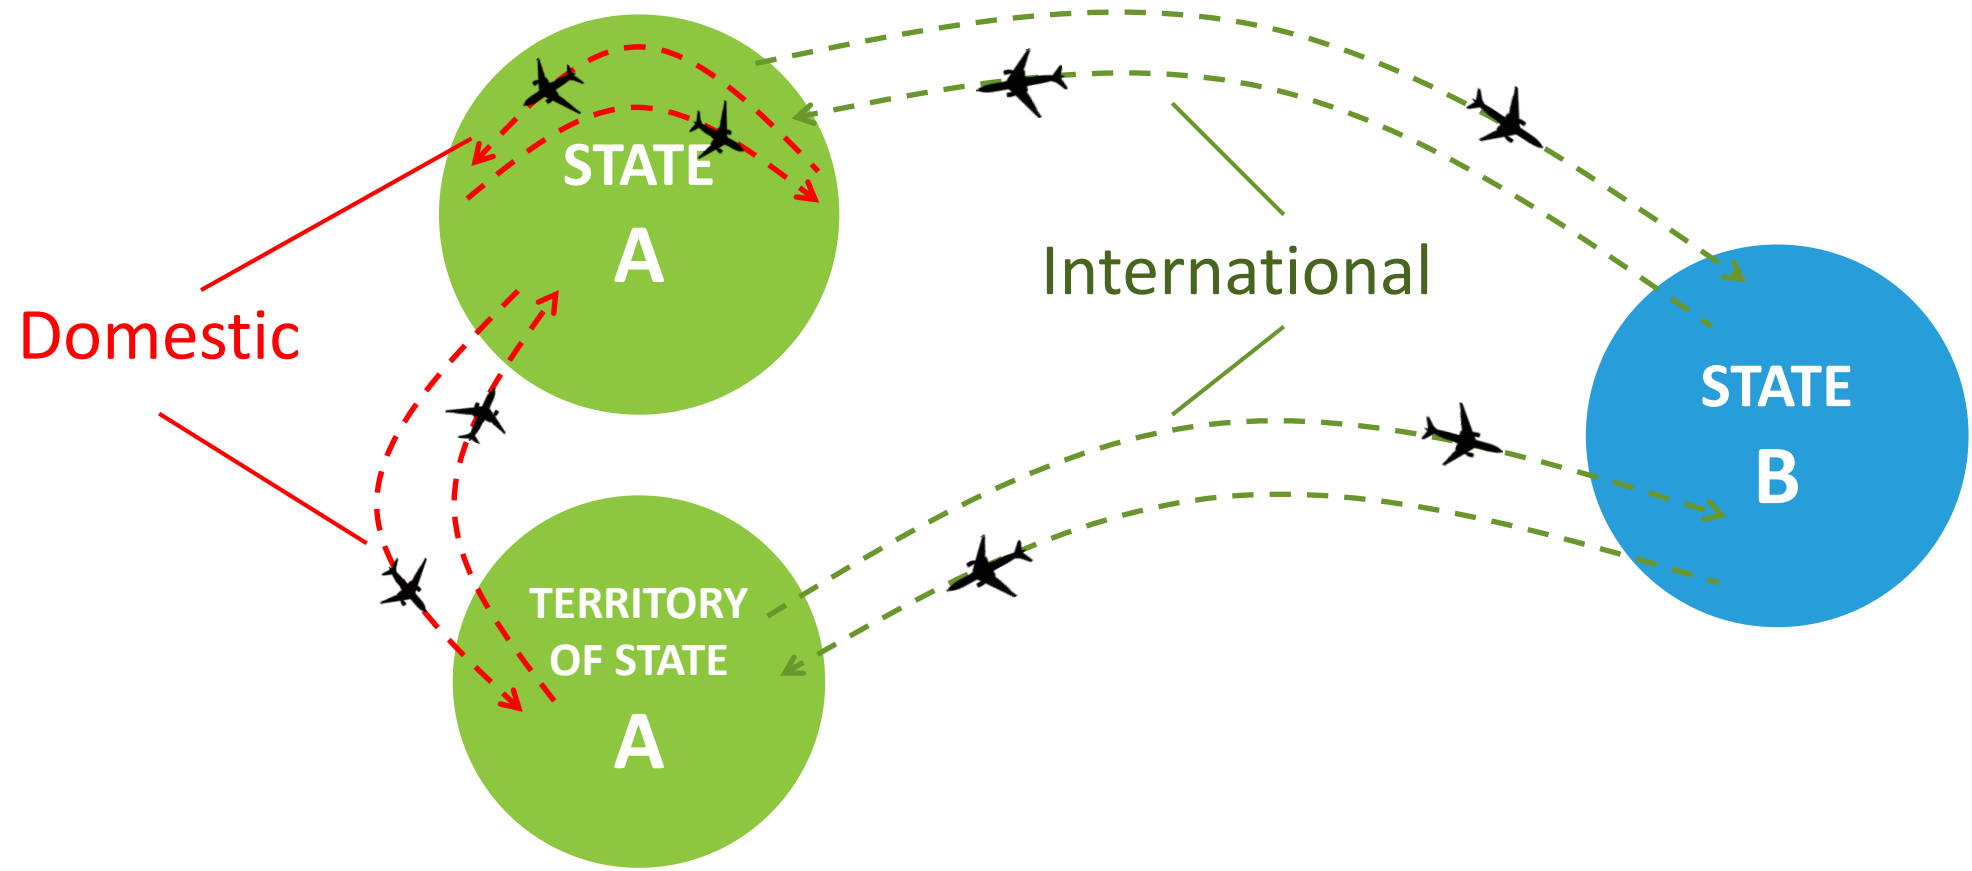 STATE
A
International
Domestic
STATE
B
TERRITORY
OF STATE
A